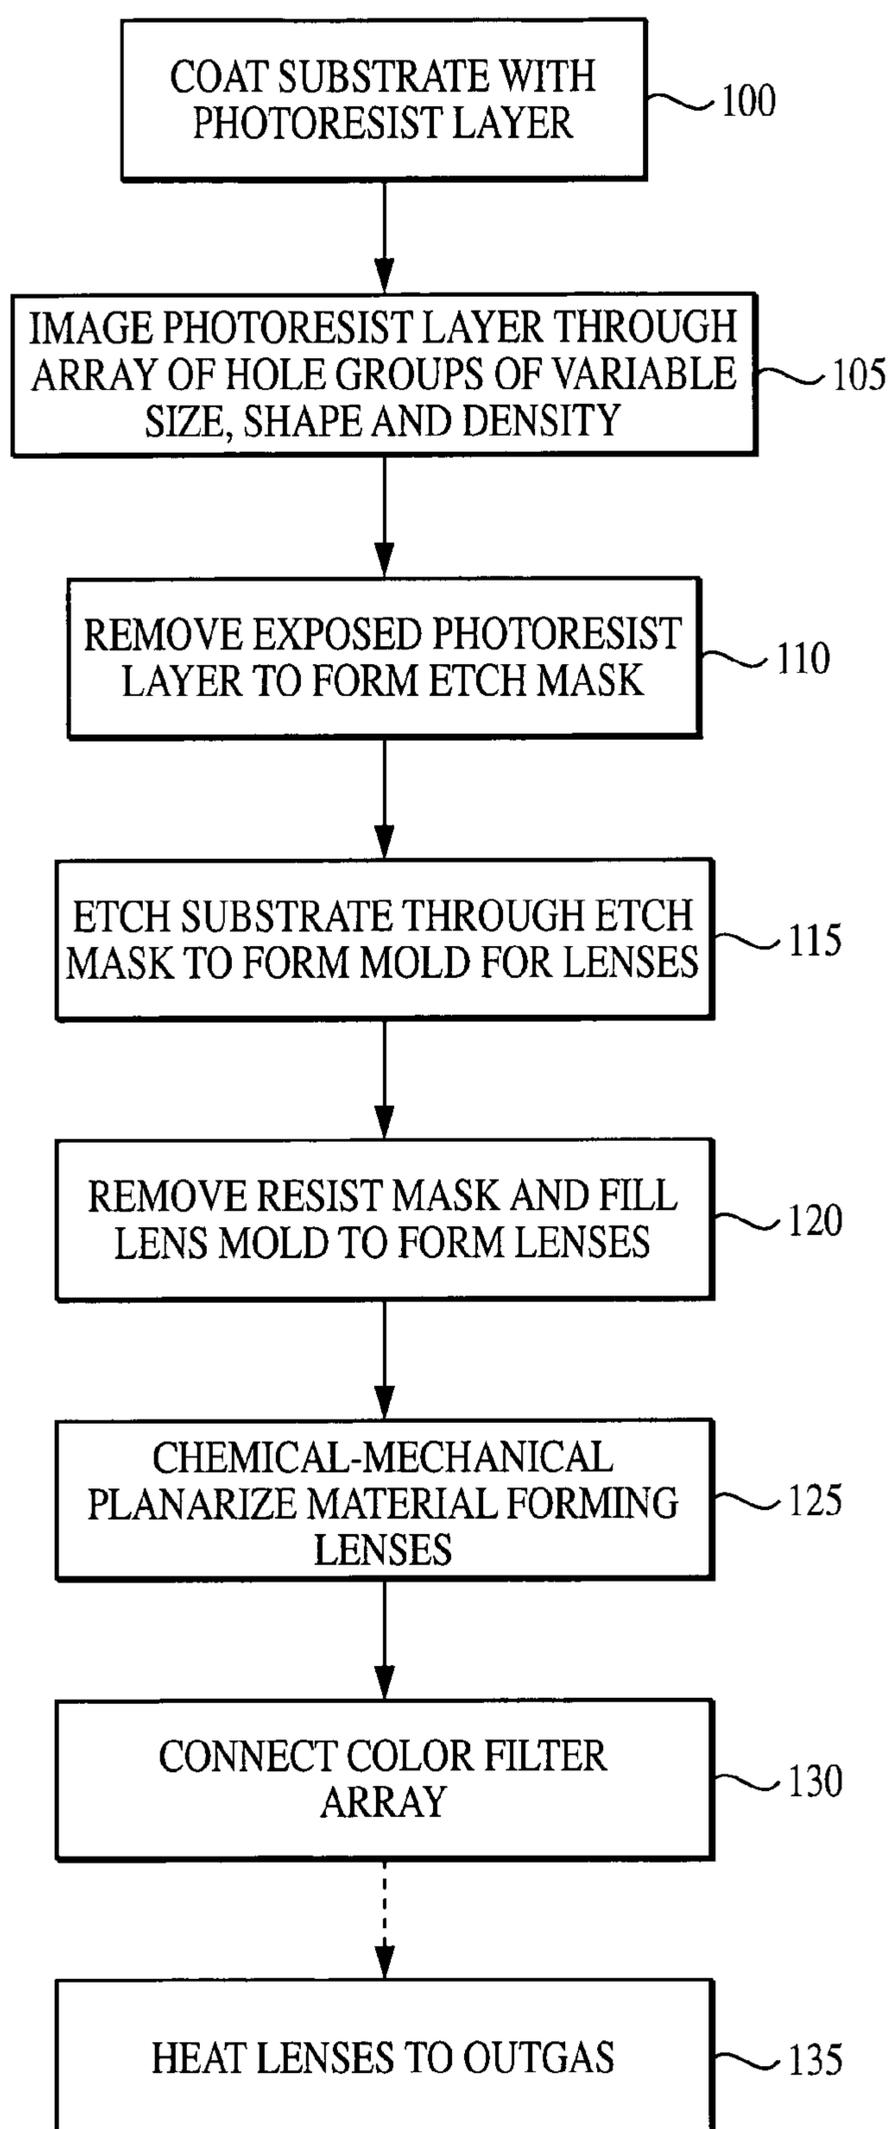 COAT SUBSTRATE WITH
PHOTORESIST LAYER
100
IMAGE PHOTORESIST LAYER THROUGH
ARRAY OF HOLE GROUPS OF VARIABLE
SIZE, SHAPE AND DENSITY
105
REMOVE EXPOSED PHOTORESIST
LAYER TO FORM ETCH MASK
110
ETCH SUBSTRATE THROUGH ETCH
MASK TO FORM MOLD FOR LENSES
115
REMOVE RESIST MASK AND FILL
LENS MOLD TO FORM LENSES
120
CHEMICAL-MECHANICAL
PLANARIZE MATERIAL FORMING
LENSES
125
CONNECT COLOR FILTER
ARRAY
130
HEAT LENSES TO OUTGAS
135